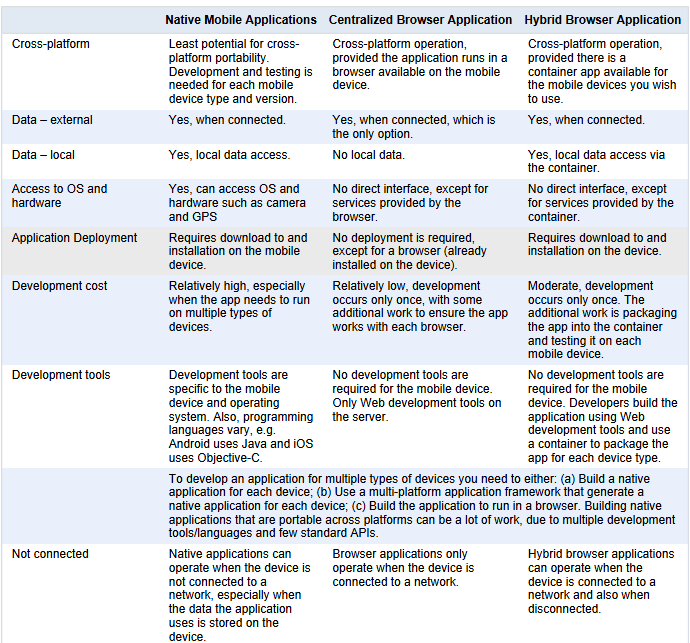 Native Mobile Applications Centralized Browser Application Hybrid Browser Application
Cross-platform
Least potential for cross-
platform portability.
Development and testing is
needed for each mobile
device type and version.
Cross-platform operation,
provided the application runs in a
browser available on the mobile
device.
Cross-platform operation,
provided there is a
container app available for
the mobile devices you wish
to use.
Data – external
Yes, when connected.
Yes, when connected, which is
the only option.
Yes, when connected.
Data – local
Yes, local data access.
No local data.
Yes, local data access via
the container.
Access to OS and
hardware
Yes, can access OS and
hardware such as camera
and GPS
No direct interface, except for
services provided by the
browser.
No direct interface, except
for services provided by the
container.
Application Deployment
Requires download to and
installation on the mobile
device.
No deployment is required,
except for a browser (already
installed on the device).
Requires download to and
installation on the device.
Development cost
Relatively high, especially
when the app needs to run
on multiple types of
devices.
Relatively low, development
occurs only once, with some
additional work to ensure the app
works with each browser.
Moderate, development
occurs only once. The
additional work is packaging
the app into the container
and testing it on each
mobile device.
Development tools
Development tools are
specific to the mobile
device and operating
system. Also, programming
languages vary, e.g.
Android uses Java and iOS
uses Objective-C.
No development tools are
required for the mobile device.
Only Web development tools on
the server.
No development tools are
required for the mobile
device. Developers build the
application using Web
development tools and use
a container to package the
app for each device type.
To develop an application for multiple types of devices you need to either: (a) Build a native
application for each device; (b) Use a multi-platform application framework that generate a
native application for each device; (c) Build the application to run in a browser. Building native
applications that are portable across platforms can be a lot of work, due to multiple development
tools/languages and few standard APIs.
Not connected
Native applications can
operate when the device is
not connected to a
network, especially when
the data the application
uses is stored on the
device.
Browser applications only
operate when the device is
connected to a network.
Hybrid browser applications
can operate when the
device is connected to a
network and also when
disconnected.